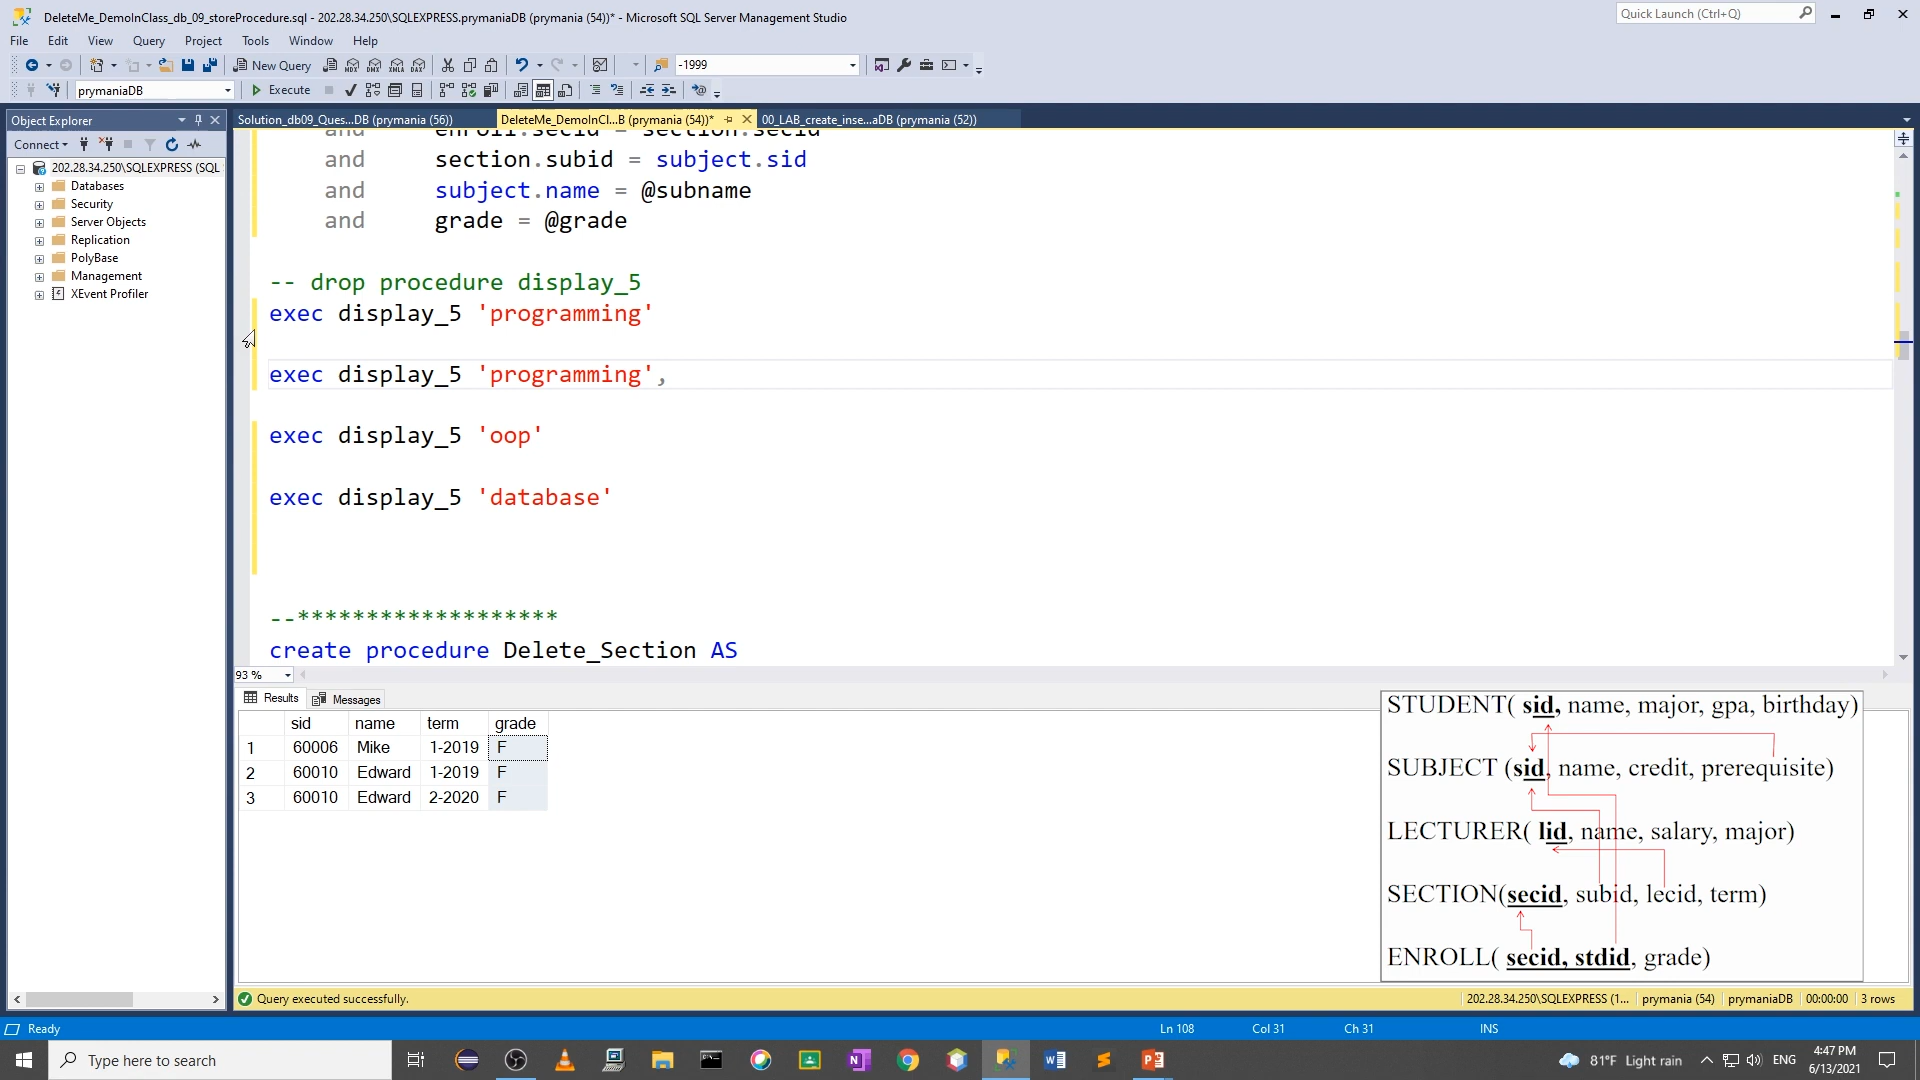 DeleteMe_DemoInClass_db_09_storeProcedure.sql - 202.28.34.250\SQLEXPRESS.prymaniaDB (prymania (54))* - Microsoft SQL Server Management Studio
Quick Launch (Ctrl+Q)
File Edit View Query Project Tools Window Help
New Query
-1999
prymaniaDB
Execute
Object Explorer
Solution_db09_Ques...DB (prymania (56))
DeleteMe_DemoInCl...B (prymania (54))*
00_LAB_create_inse...aDB (prymania (52))
Connect
202.28.34.250\SQLEXPRESS (SQL
Databases
Security
Server Objects
Replication
PolyBase
Management
XEvent Profiler
and enroll.secid = section.secid
and section.subid = subject.sid
and subject.name = @subname
and grade = @grade
-- drop procedure display_5
exec display_5 'programming'
exec display_5 'programming',
exec display_5 'oop'
exec display_5 'database'
--*******************
create procedure Delete_Section AS
93 %
Results Messages
sid name term grade
1 60006 Mike 1-2019 F
2 60010 Edward 1-2019 F
3 60010 Edward 2-2020 F
STUDENT( sid, name, major, gpa, birthday)
SUBJECT (sid, name, credit, prerequisite)
LECTURER( lid, name, salary, major)
SECTION(secid, subid, lecid, term)
ENROLL( secid, stdid, grade)
Query executed successfully.
202.28.34.250\SQLEXPRESS (1... prymania (54) prymaniaDB 00:00:00 3 rows
Ready
Ln 108 Col 31 Ch 31 INS
Type here to search
81°F Light rain
ENG
4:47 PM
6/13/2021